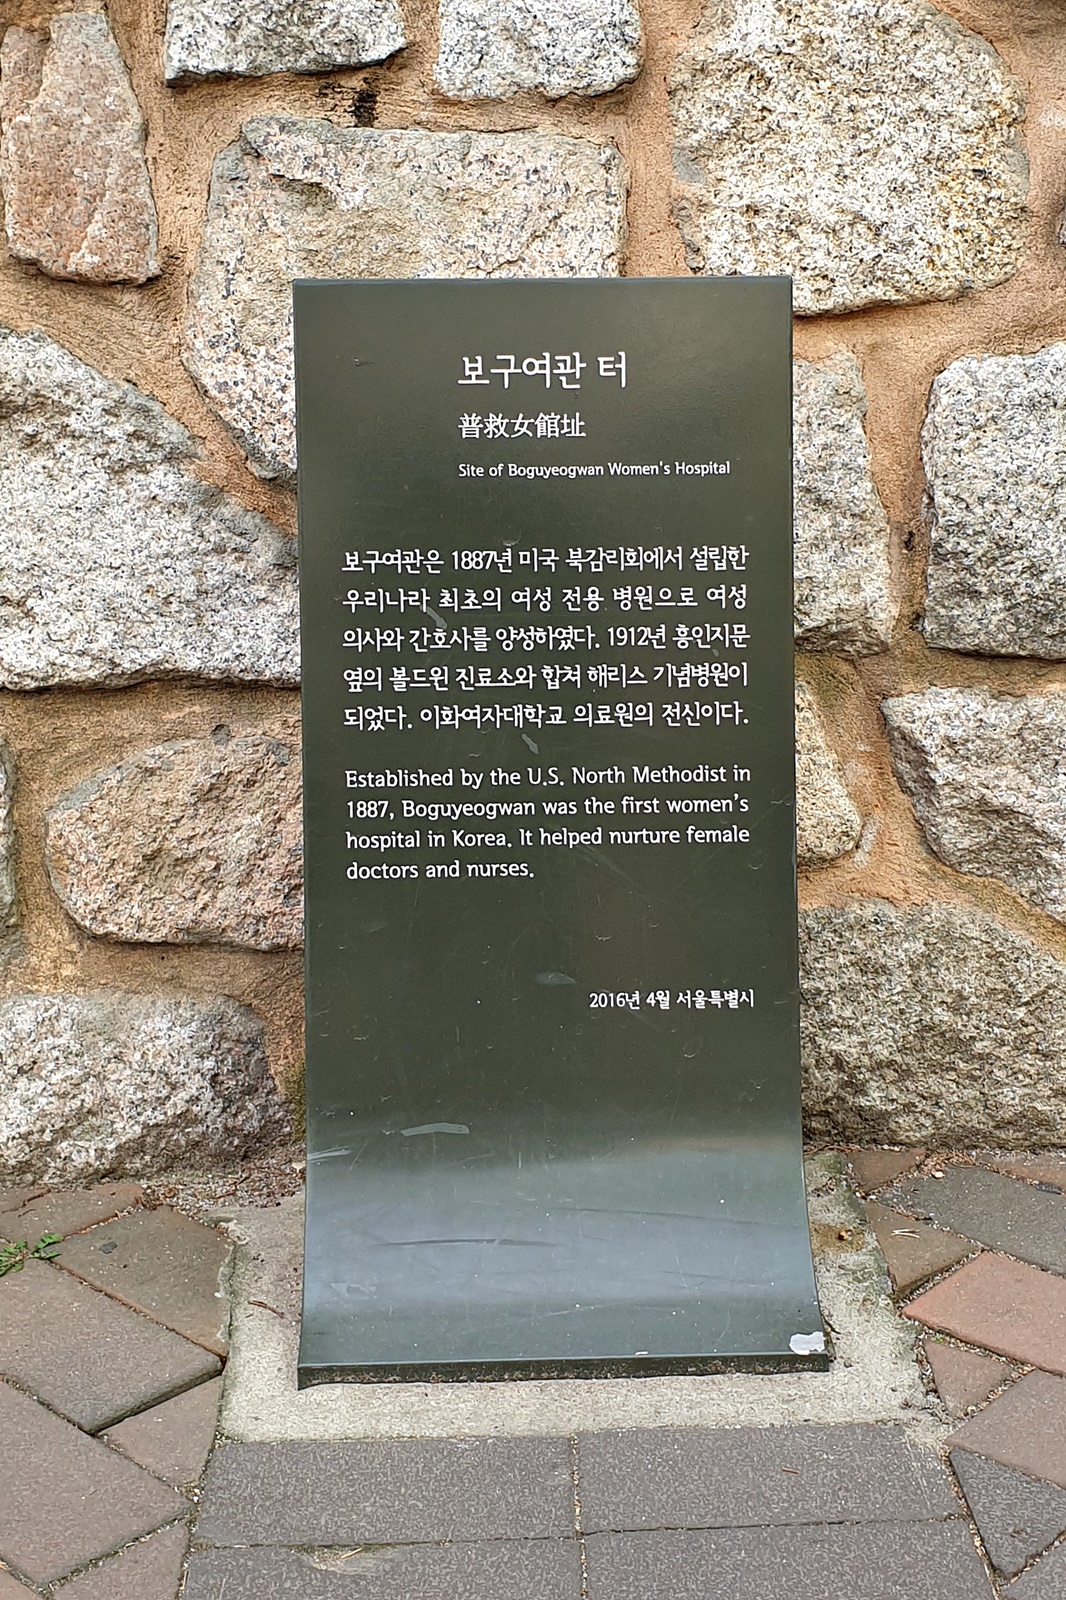 보구여관 터
普救女館址
Site of Boguyeogwan Women's Hospital
보구여관은 1887년 미국 북감리회에서 설립한
우리나라 최초의 여성 전용 병원으로 여성
의사와 간호사를 양성하였다. 1912년 흥인지문
옆의 볼드윈 진료소와 합쳐 해리스 기념병원이
되었다. 이화여자대학교 의료원의 전신이다.
Established by the U.S. North Methodist in
1887, Boguyeogwan was the first women’s
hospital in Korea. It helped nurture female
doctors and nurses.
2016년 4월 서울특별시